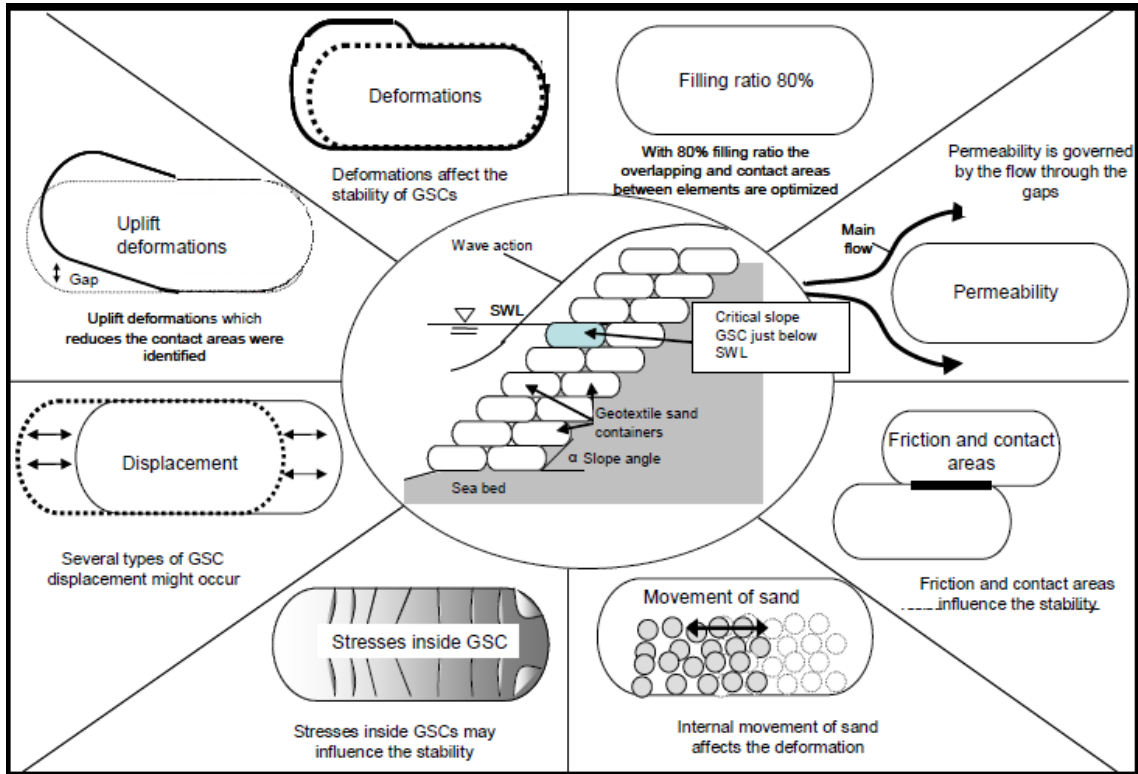 Deformations
Deformations affect the
stability of GSCs
Filling ratio 80%
With 80% filling ratio the
overlapping and contact areas
between elements are optimized
Permeability is governed
by the flow through the
gaps
Main
flow
Permeability
Uplift
deformations
Gap
Uplift deformations which
reduces the contact areas were
identified
Wave action
SWL
Critical slope
GSC just below
SWL
Geotextile sand
containers
α Slope angle
Sea bed
Displacement
Several types of GSC
displacement might occur
Friction and contact
areas
Friction and contact areas
influence the stability
Stresses inside GSC
Stresses inside GSCs may
influence the stability
Movement of sand
Internal movement of sand
affects the deformation